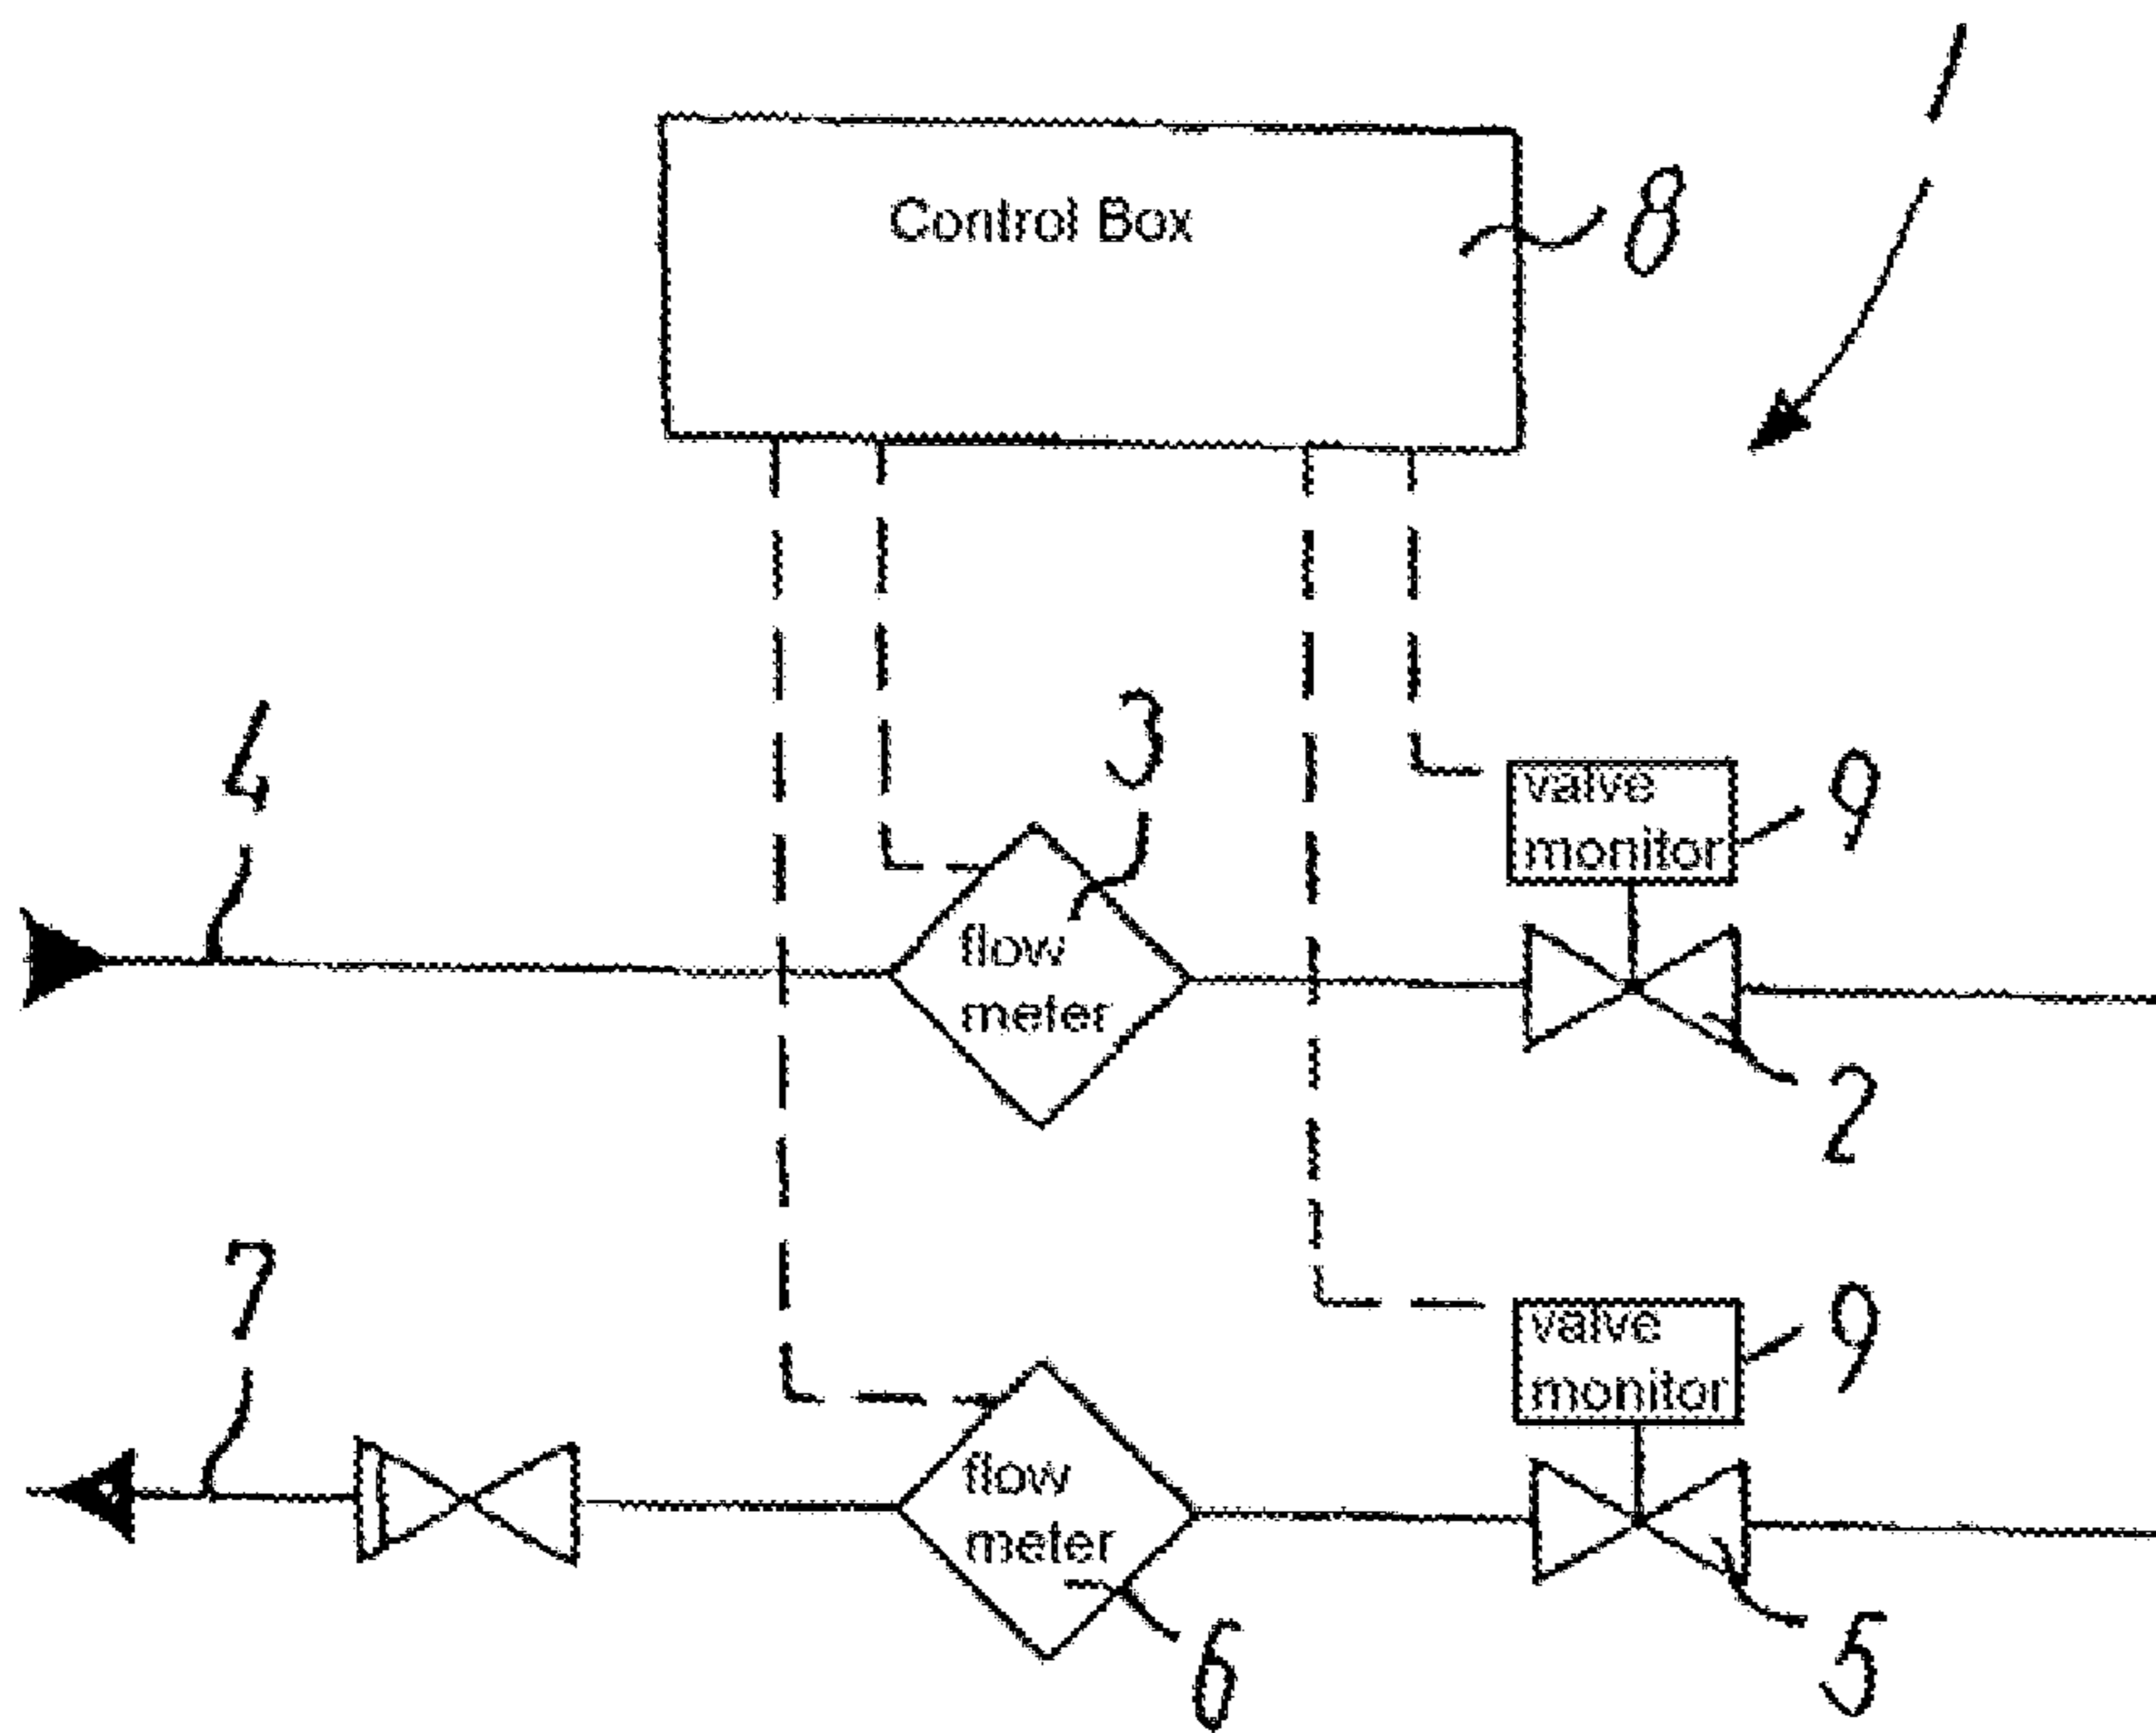 Control Box
8
4
3
valve
monitor
9
flow
meter
2
7
valve
monitor
9
flow
meter
6
5